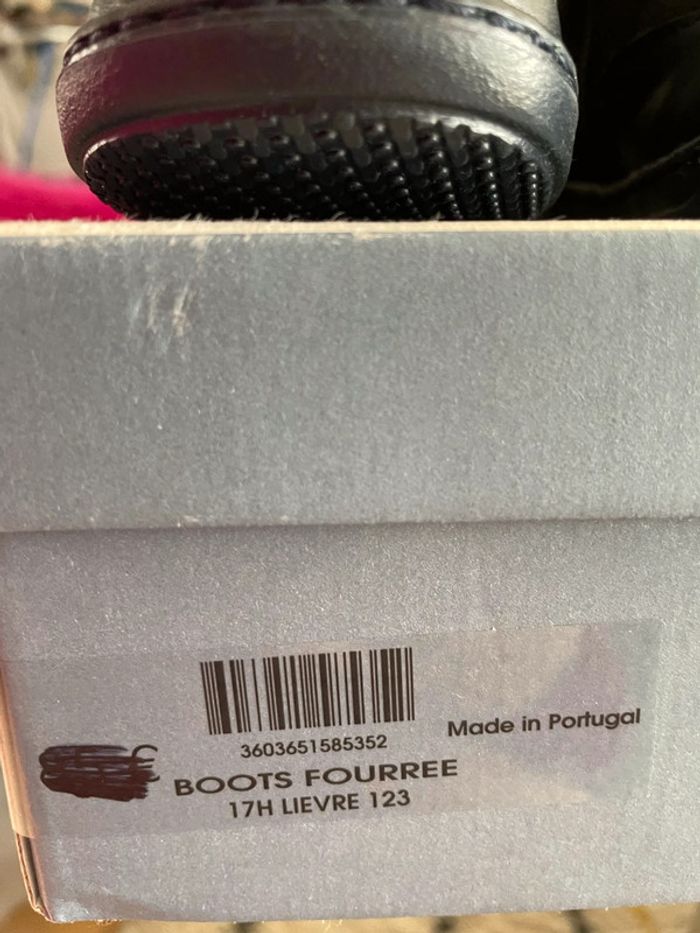 3603651585352
Made in Portugal
BOOTS FOURREE
17H LIEVRE 123